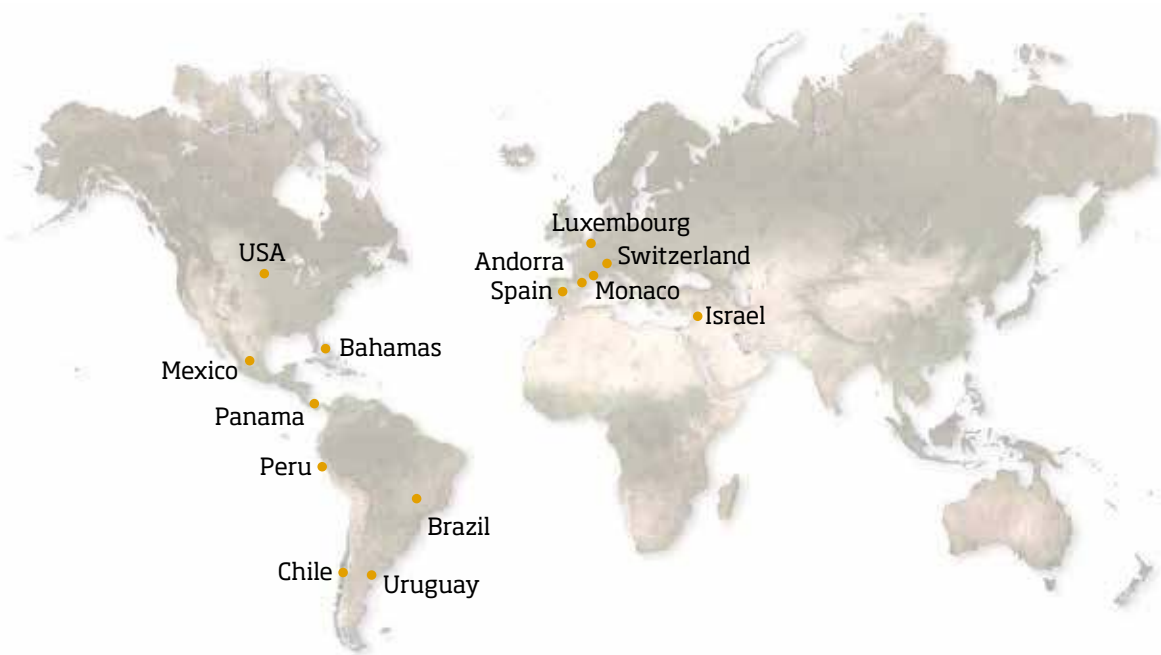 Luxembourg
USA
Switzerland
Andorra
Spain
Monaco
Israel
Bahamas
Mexico
Panama
Peru
Brazil
Chile
Uruguay